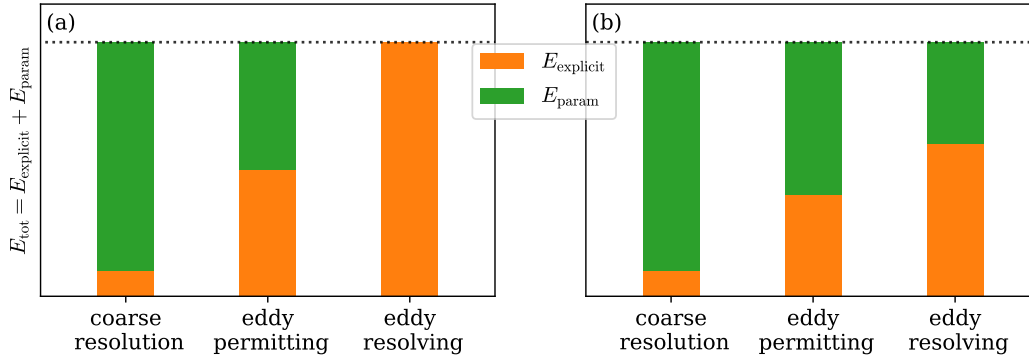 (a)
(b)
E_tot = E_explicit + E_param
E_explicit
E_param
coarse
resolution
eddy
permitting
eddy
resolving
coarse
resolution
eddy
permitting
eddy
resolving